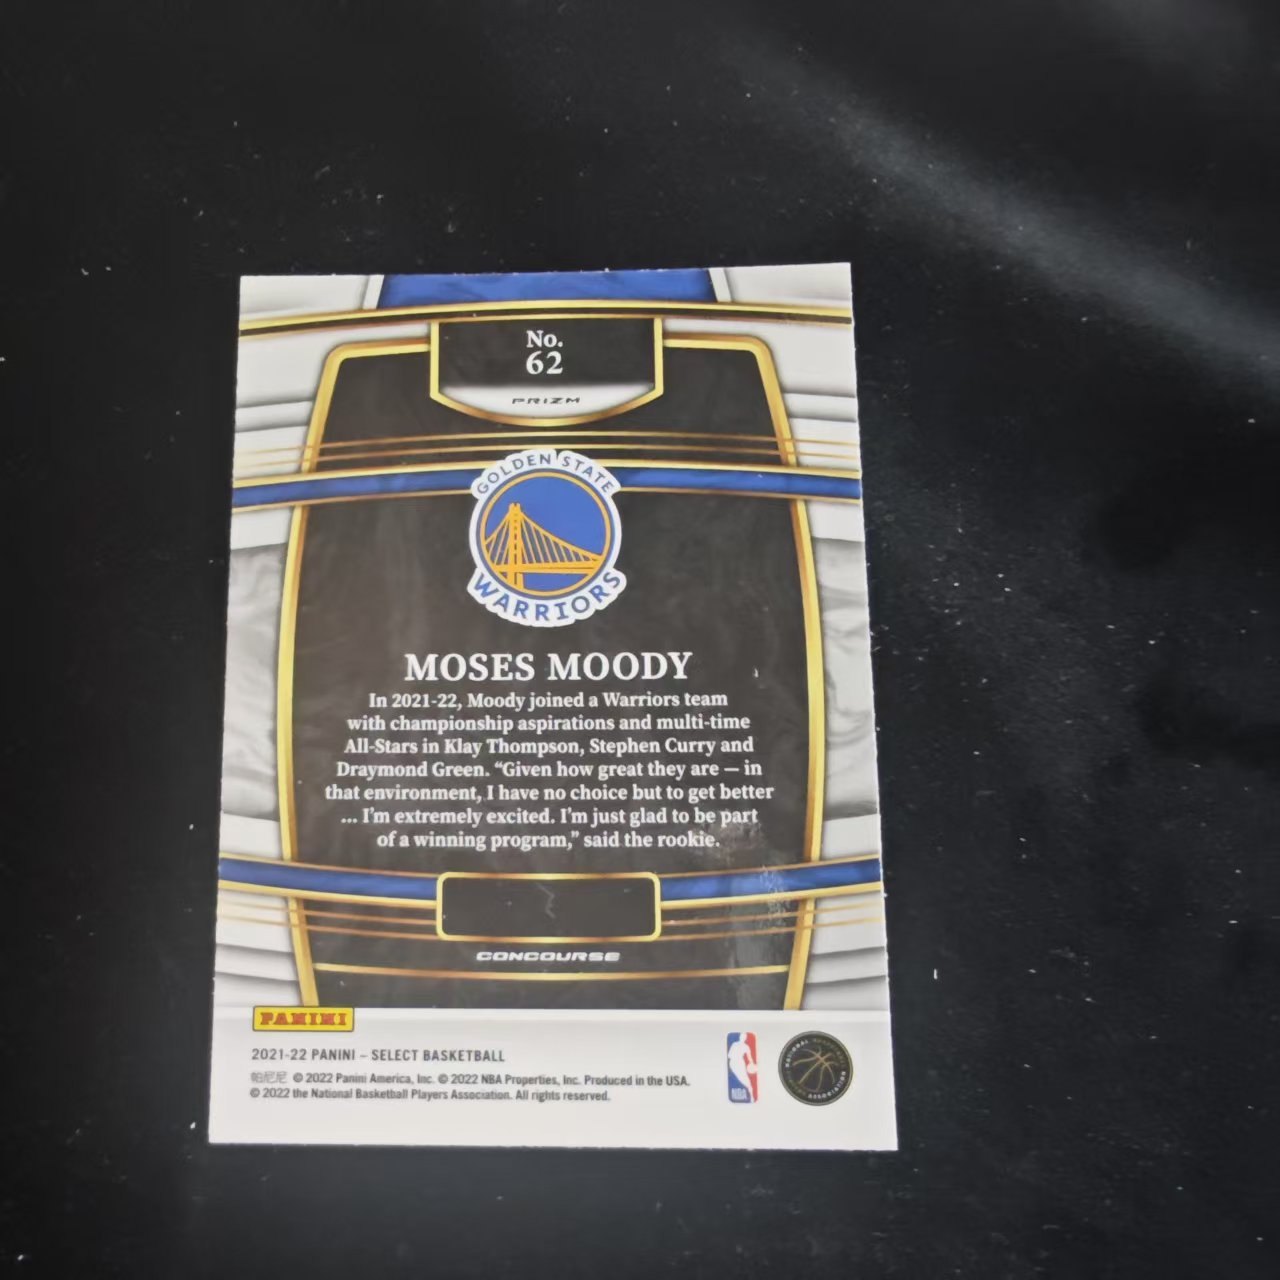 No.
62
PRIZM
GOLDEN STATE
WARRIORS
MOSES MOODY
In 2021-22, Moody joined a Warriors team
with championship aspirations and multi-time
All-Stars in Klay Thompson, Stephen Curry and
Draymond Green. “Given how great they are — in
that environment, I have no choice but to get better
... I’m extremely excited. I’m just glad to be part
of a winning program,” said the rookie.
CONCOURSE
PANINI
2021-22 PANINI – SELECT BASKETBALL
帕尼尼 © 2022 Panini America, Inc. © 2022 NBA Properties, Inc. Produced in the USA.
© 2022 the National Basketball Players Association. All rights reserved.
NBA
NATIONAL BASKETBALL
PLAYERS ASSOCIATION